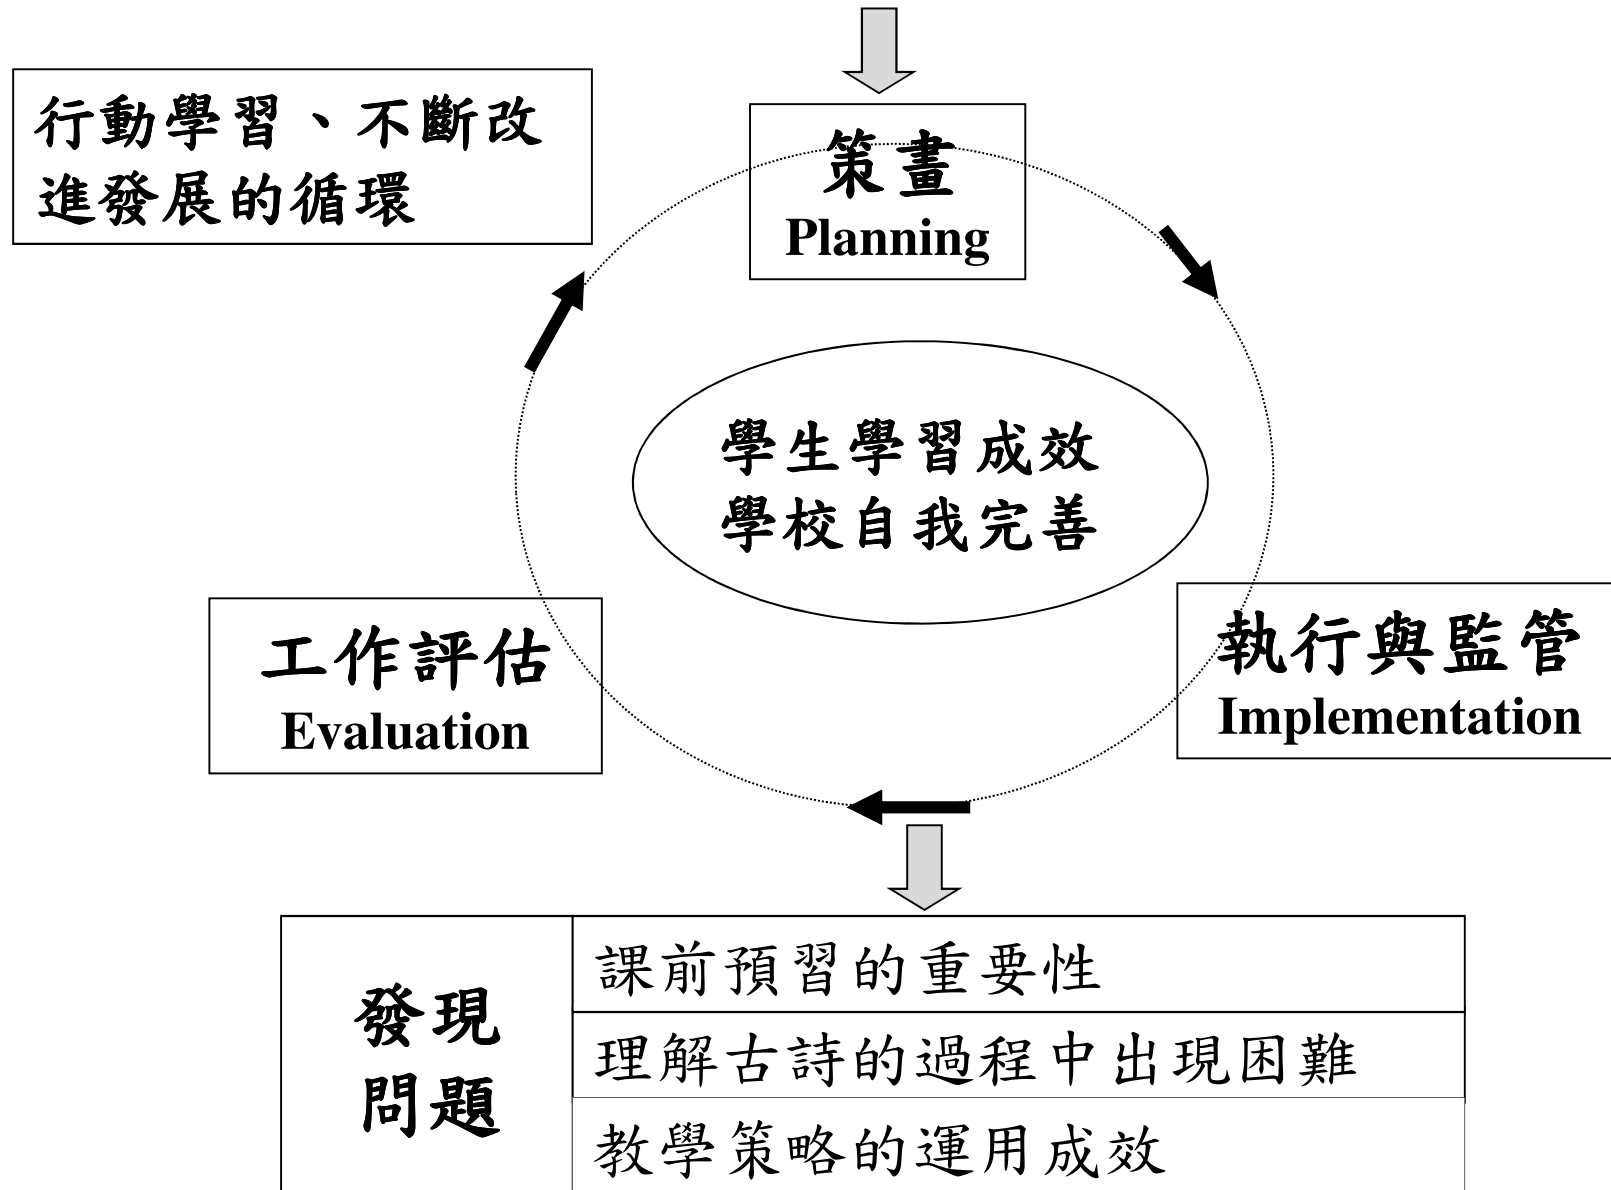 行動學習、不斷改
進發展的循環
策畫
Planning
學生學習成效
學校自我完善
工作評估
Evaluation
執行與監管
Implementation
發現
問題
課前預習的重要性
理解古詩的過程中出現困難
教學策略的運用成效